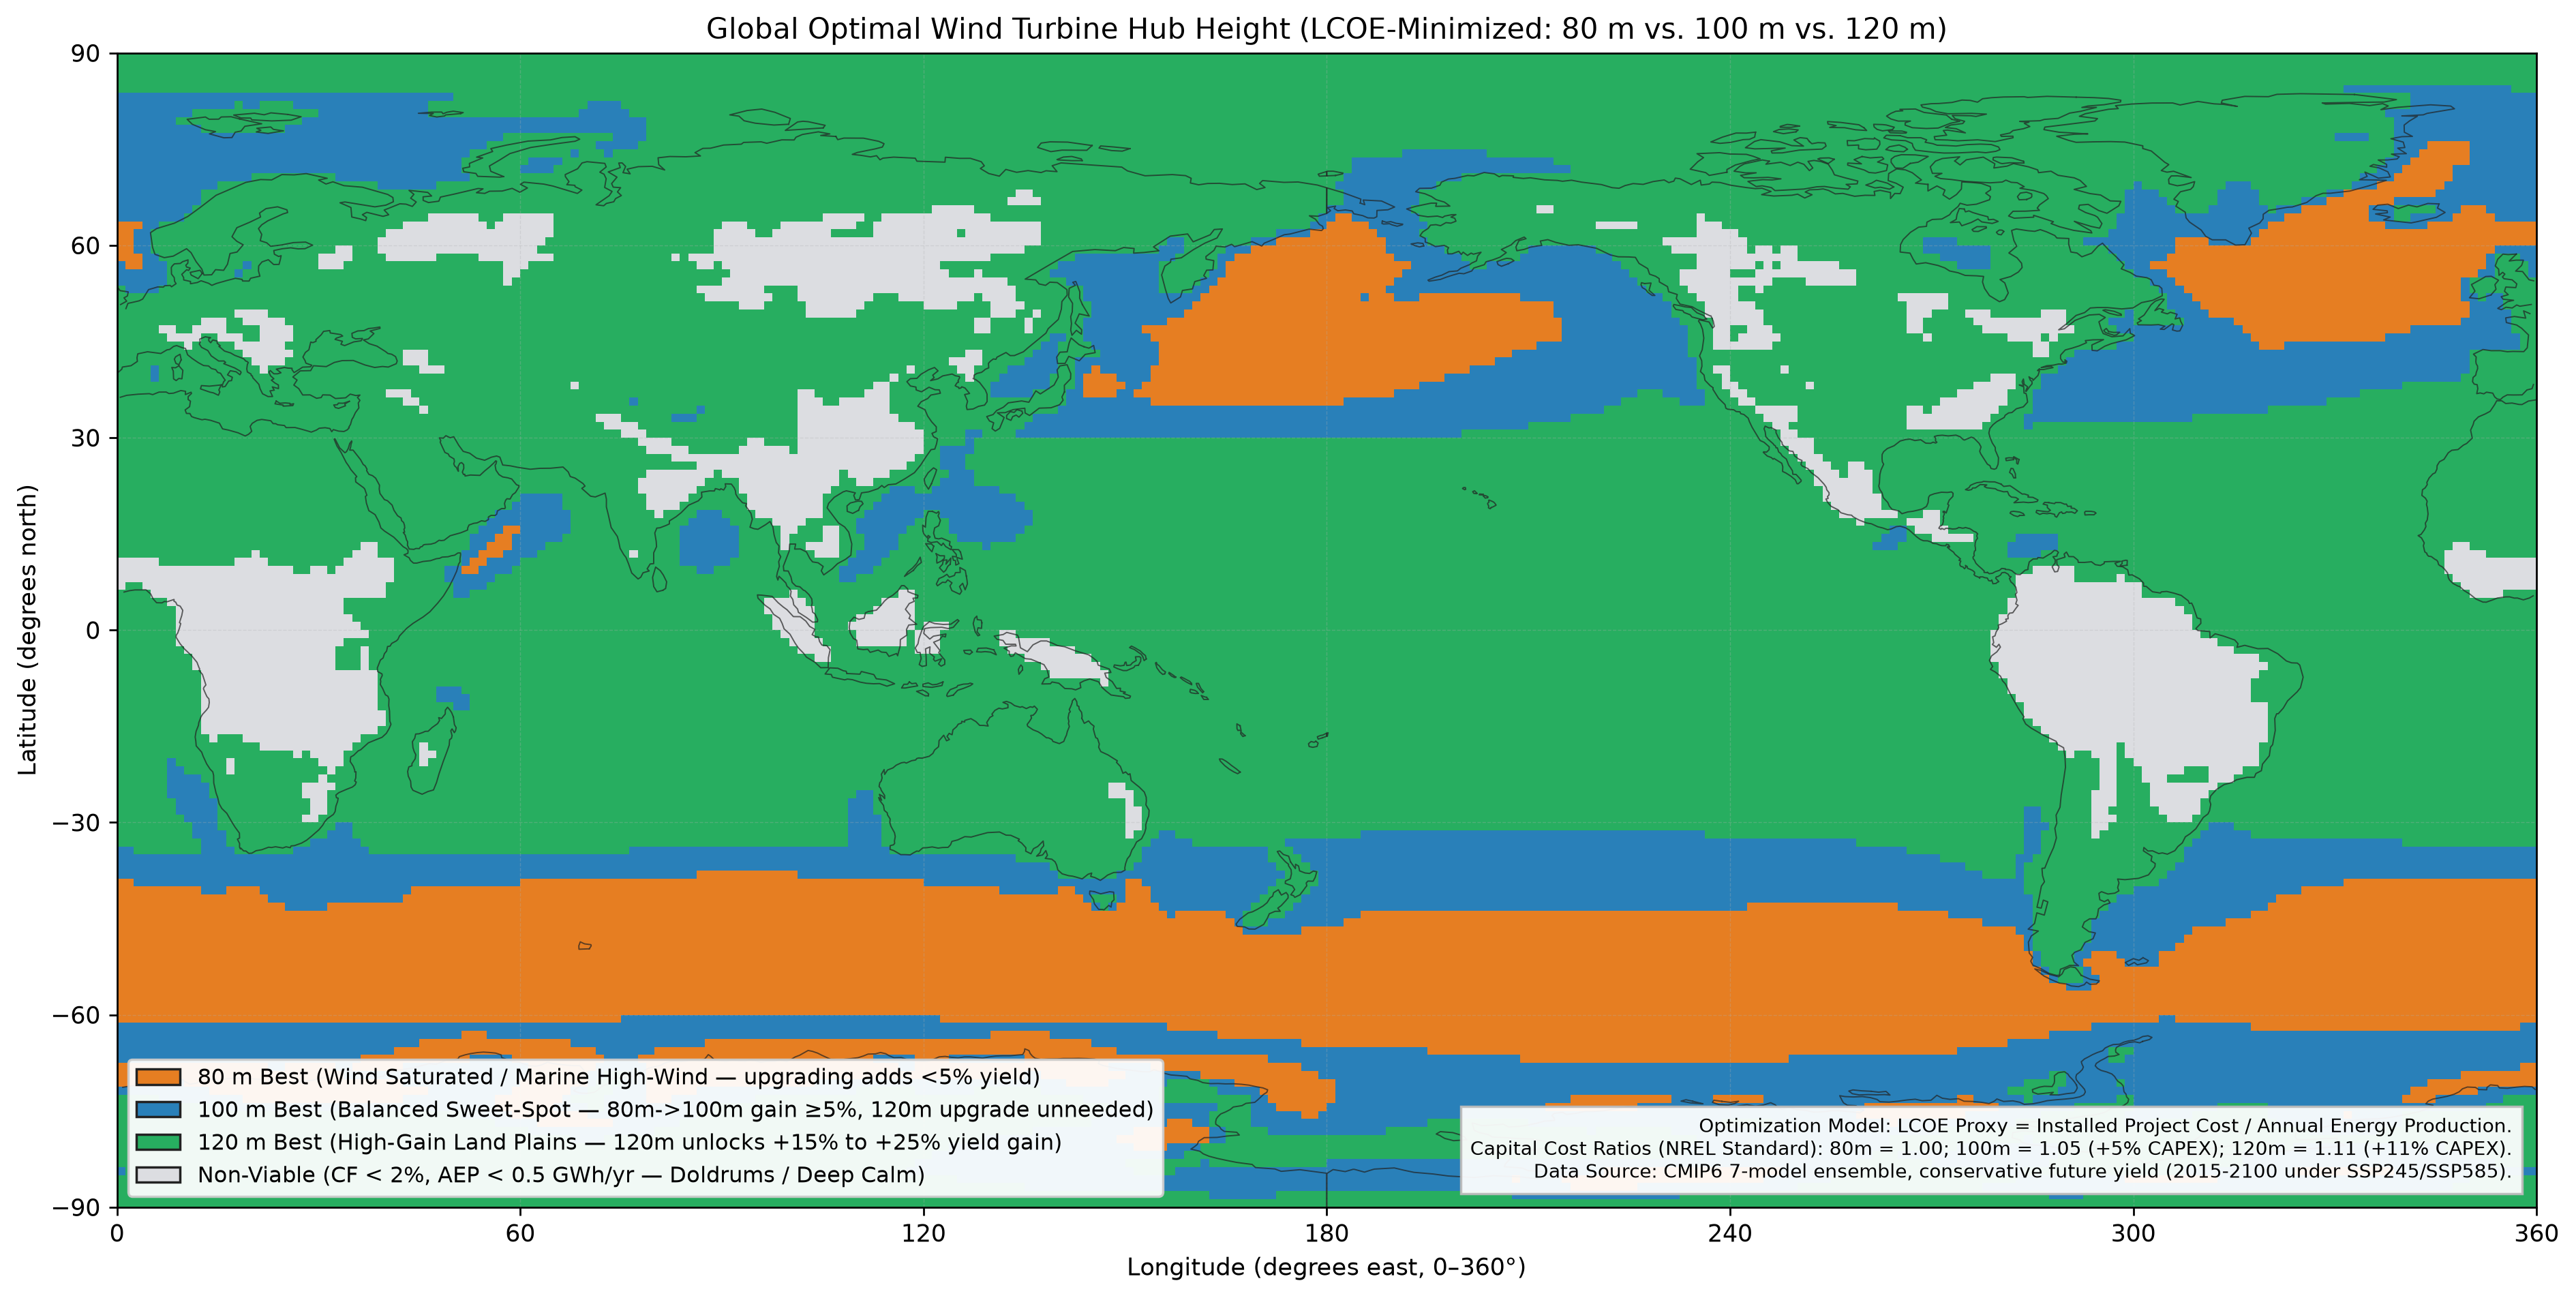 Global Optimal Wind Turbine Hub Height (LCOE-Minimized: 80 m vs. 100 m vs. 120 m)
Latitude (degrees north)
90
60
30
0
−30
−60
−90
80 m Best (Wind Saturated / Marine High-Wind — upgrading adds <5% yield)
100 m Best (Balanced Sweet-Spot — 80m->100m gain ≥5%, 120m upgrade unneeded)
120 m Best (High-Gain Land Plains — 120m unlocks +15% to +25% yield gain)
Non-Viable (CF < 2%, AEP < 0.5 GWh/yr — Doldrums / Deep Calm)
Optimization Model: LCOE Proxy = Installed Project Cost / Annual Energy Production.
Capital Cost Ratios (NREL Standard): 80m = 1.00; 100m = 1.05 (+5% CAPEX); 120m = 1.11 (+11% CAPEX).
Data Source: CMIP6 7-model ensemble, conservative future yield (2015-2100 under SSP245/SSP585).
0 60 120 180 240 300 360
Longitude (degrees east, 0–360°)